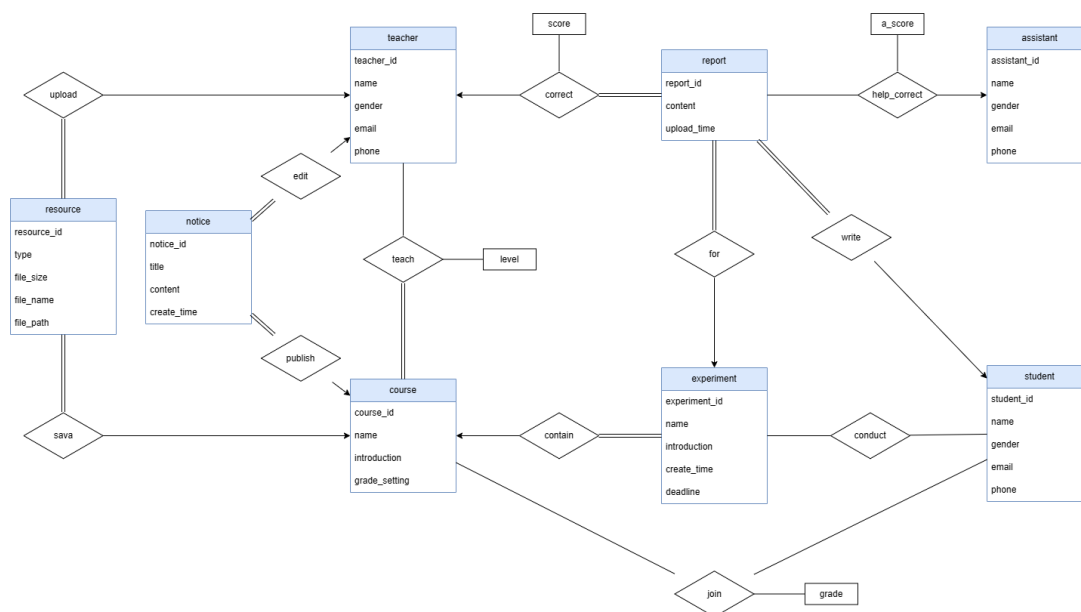 score
a_score
teacher
teacher_id
name
gender
email
phone
report
report_id
content
upload_time
assistant
assistant_id
name
gender
email
phone
upload
correct
help_correct
edit
resource
resource_id
type
file_size
file_name
file_path
notice
notice_id
title
content
create_time
teach
level
for
write
publish
course
course_id
name
introduction
grade_setting
experiment
experiment_id
name
introduction
create_time
deadline
student
student_id
name
gender
email
phone
sava
contain
conduct
join
grade